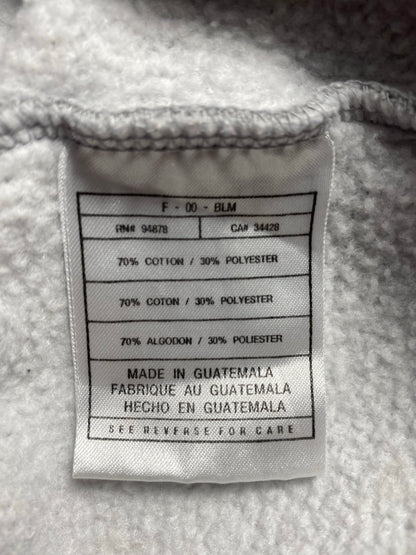 F - 00 - BLM
RN# 94878 CA# 34428
70% COTTON / 30% POLYESTER
70% COTON / 30% POLYESTER
70% ALGODON / 30% POLIESTER
MADE IN GUATEMALA
FABRIQUE AU GUATEMALA
HECHO EN GUATEMALA
SEE REVERSE FOR CARE